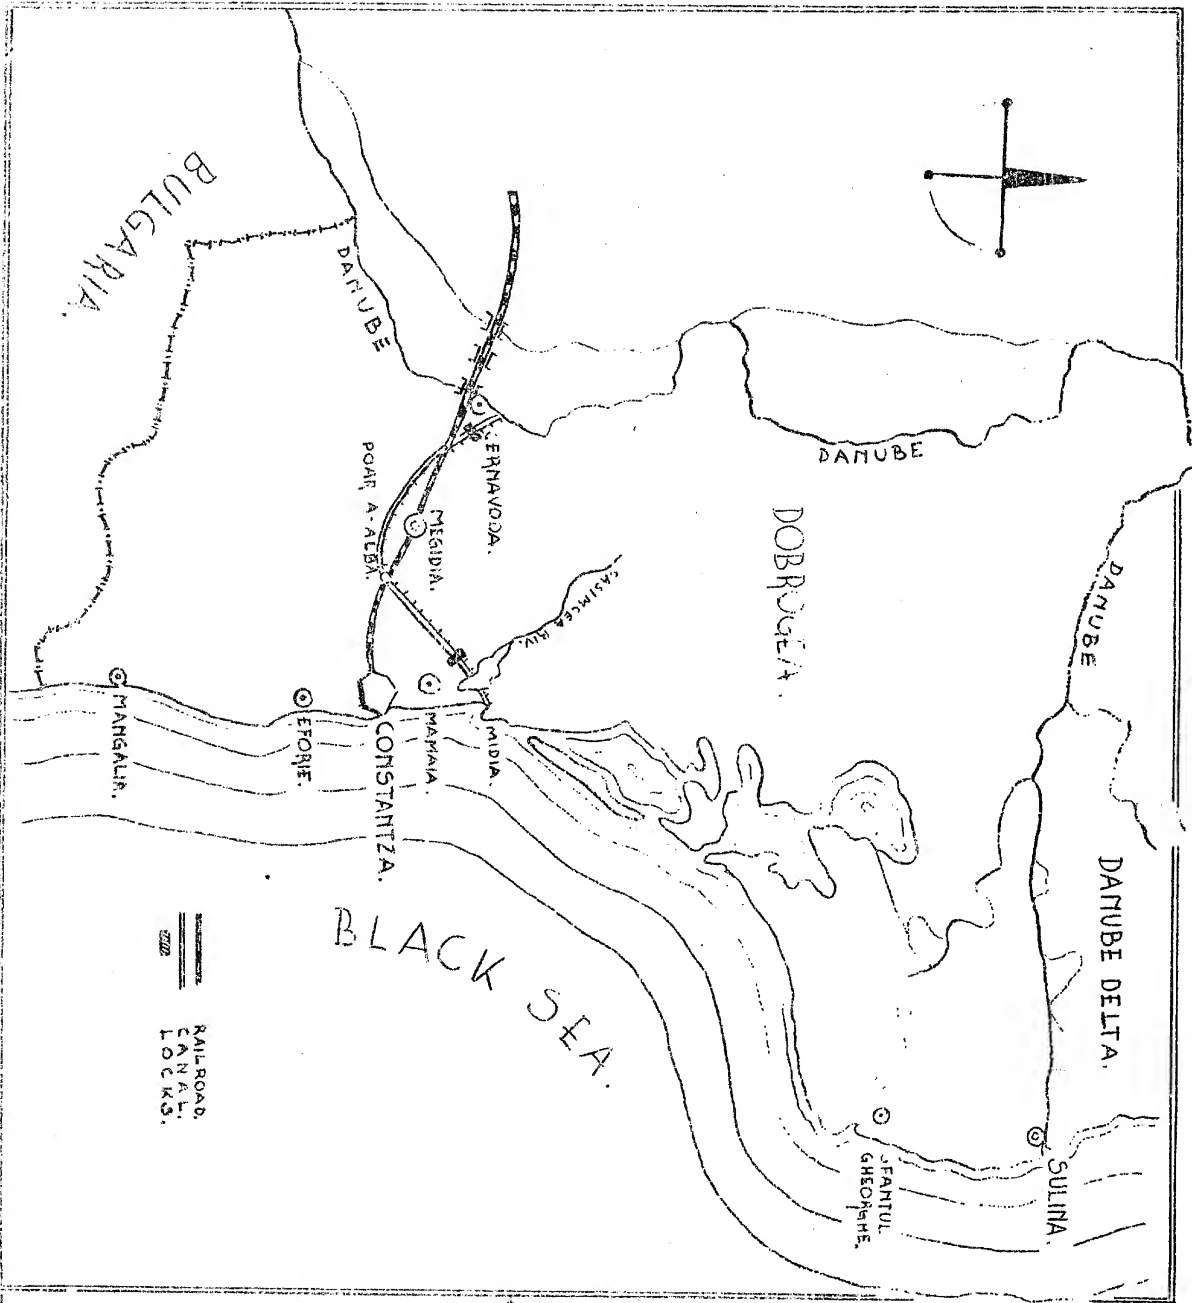 DANUBE DELTA.
DANUBE
SULINA.
DANUBE
SFANTUL
GHEORGHE.
DOBROGEA.
CASIMCEA RIV.
CERNAVODA.
MIDIA.
MEGIDIA.
MAMAIA.
CONSTANTZA.
POAR A-ALBA.
DANUBE
EFORIE.
BLACK SEA.
BULGARIA.
MANGALIA.
RAILROAD.
CANAL.
LOCKS.